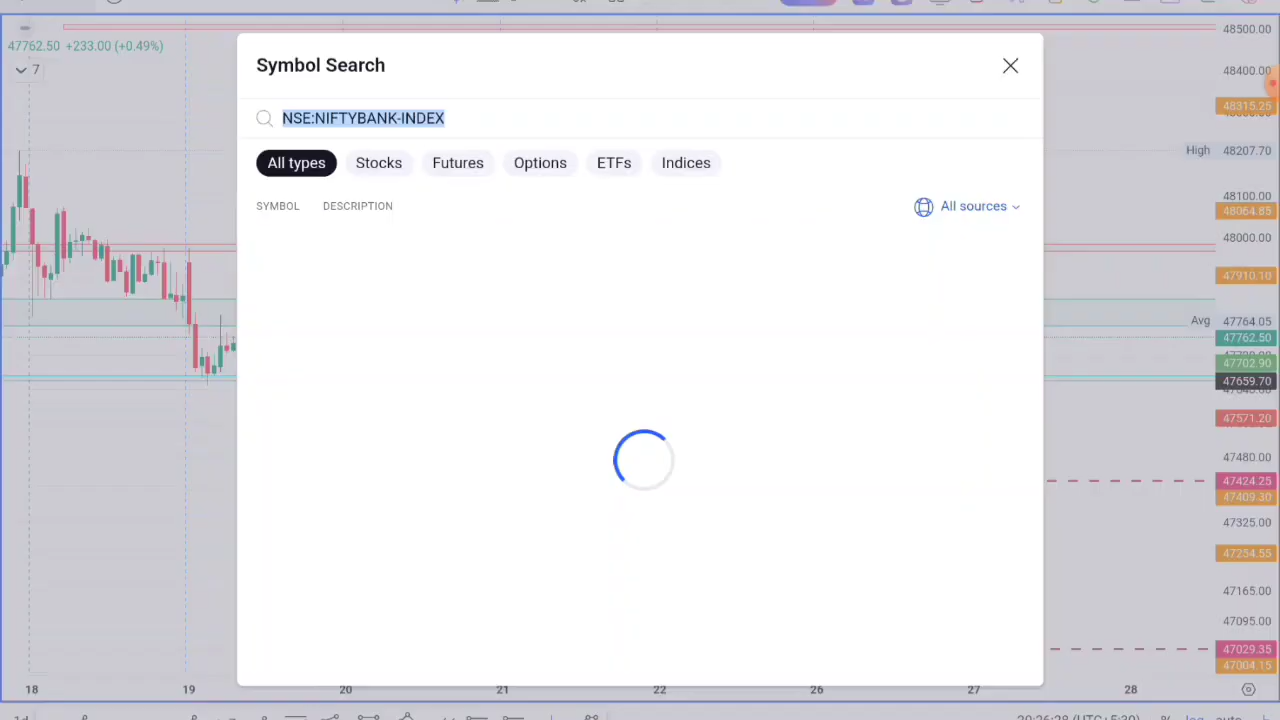 48500.00
47762.50 +233.00 (+0.49%)
Symbol Search
7
48400.00
48315.25
NSE:NIFTYBANK-INDEX
High 48207.70
All types Stocks Futures Options ETFs Indices
48100.00
SYMBOL DESCRIPTION All sources
48064.85
48000.00
47910.10
Avg 47764.05
47762.50
47702.90
47659.70
47571.20
47480.00
47424.25
47409.30
47325.00
47254.55
47165.00
47095.00
47029.35
47004.15
18 19 20 21 22 26 27 28